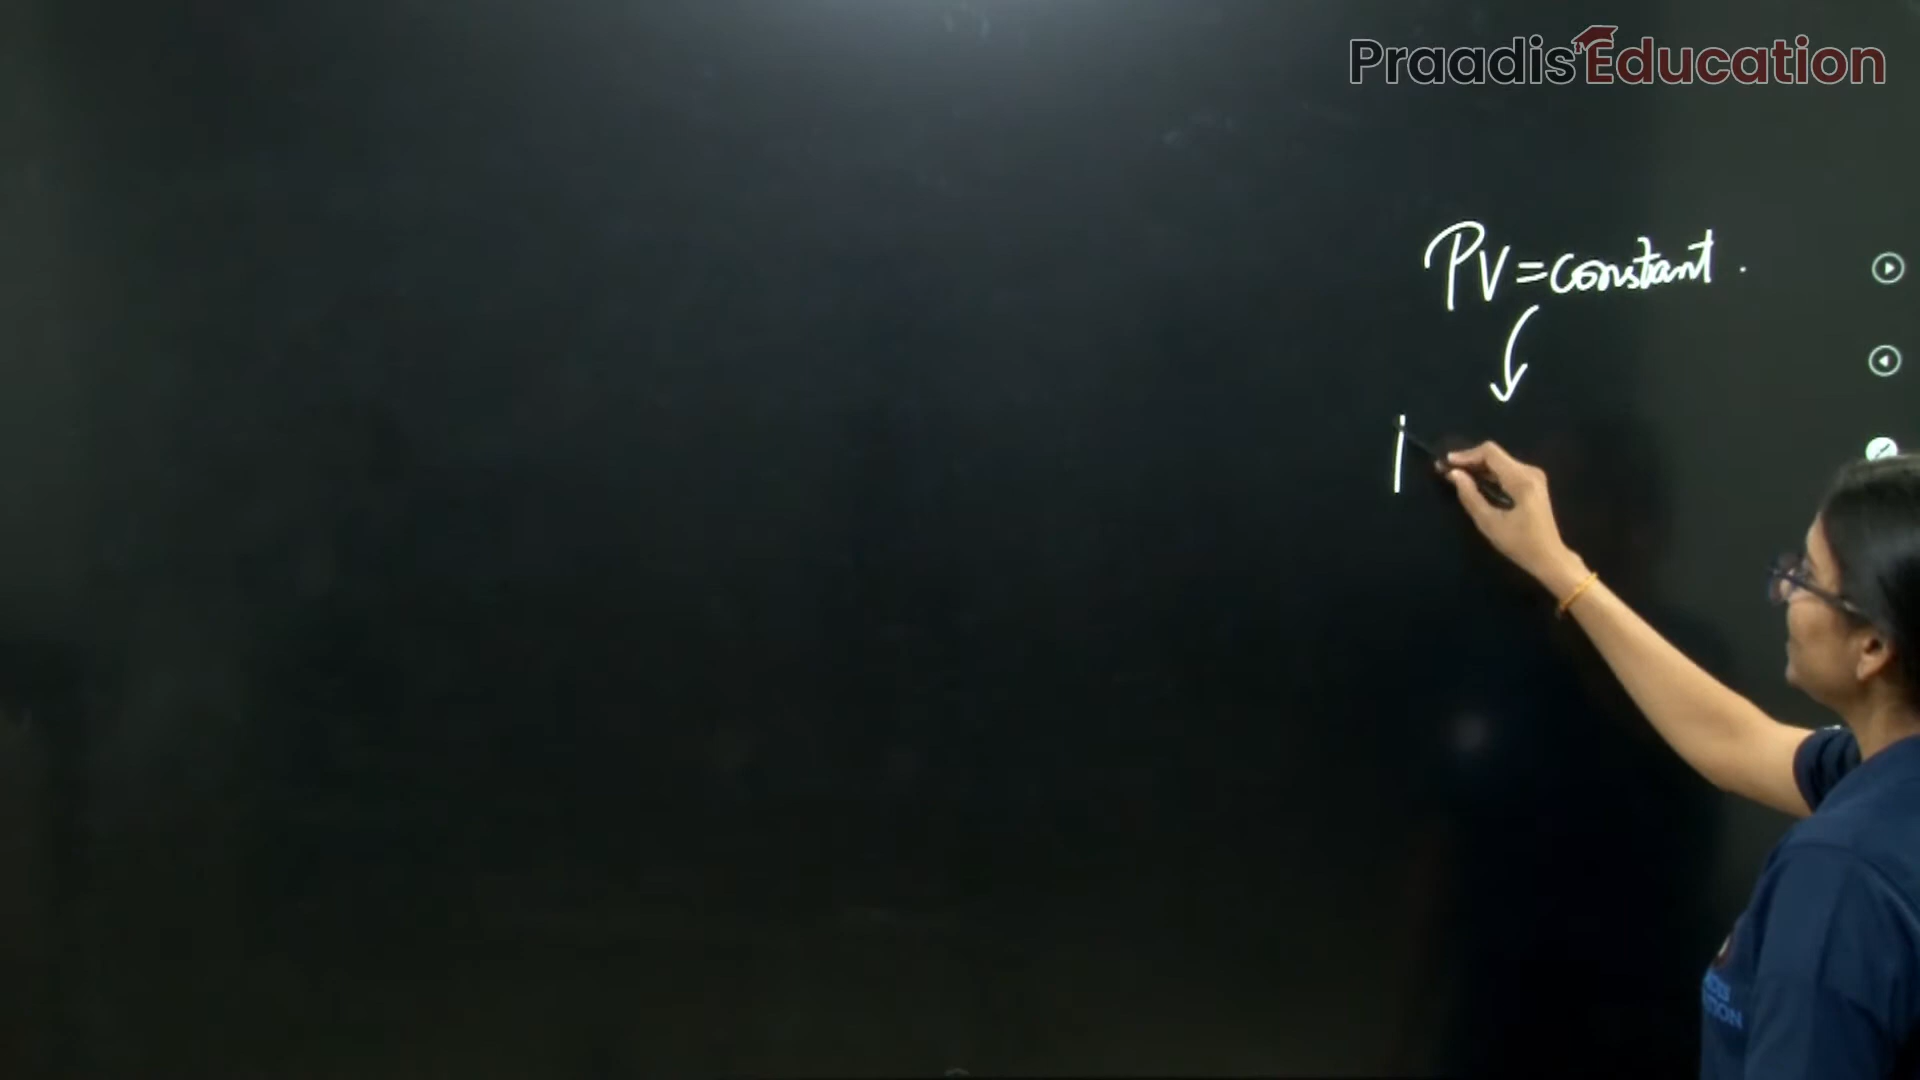 Praadis Education
PV = constant.